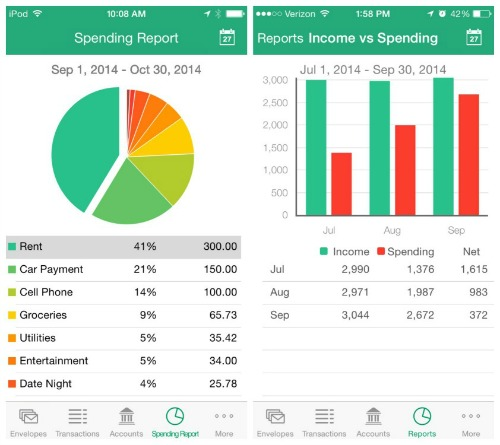 iPod 10:08 AM
Spending Report 27
Sep 1, 2014 - Oct 30, 2014
Rent 41% 300.00
Car Payment 21% 150.00
Cell Phone 14% 100.00
Groceries 9% 65.73
Utilities 5% 35.42
Entertainment 5% 34.00
Date Night 4% 25.78
Envelopes Transactions Accounts Spending Report More
Verizon 1:58 PM 42%
Reports Income vs Spending 27
Jul 1, 2014 - Sep 30, 2014
3,000
2,500
2,000
1,500
1,000
500
0
Jul Aug Sep
Income Spending Net
Jul 2,990 1,376 1,615
Aug 2,971 1,987 983
Sep 3,044 2,672 372
Envelopes Transactions Accounts Reports More